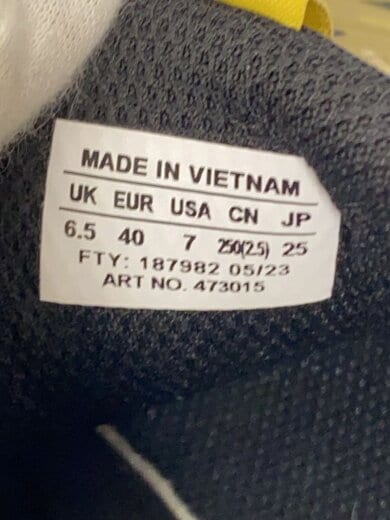 MADE IN VIETNAM
UK EUR USA CN JP
6.5 40 7 250(2.5) 25
FTY: 187982 05/23
ART NO. 473015